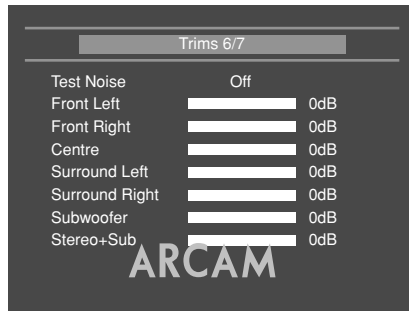 Trims 6/7
Test Noise Off
Front Left 0dB
Front Right 0dB
Centre 0dB
Surround Left 0dB
Surround Right 0dB
Subwoofer 0dB
Stereo+Sub 0dB
ARCAM